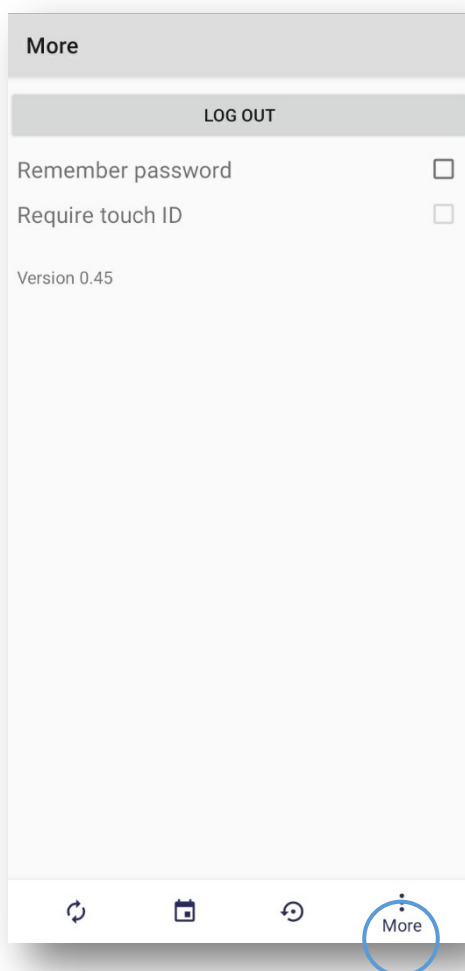 More
LOG OUT
Remember password
Require touch ID
Version 0.45
More